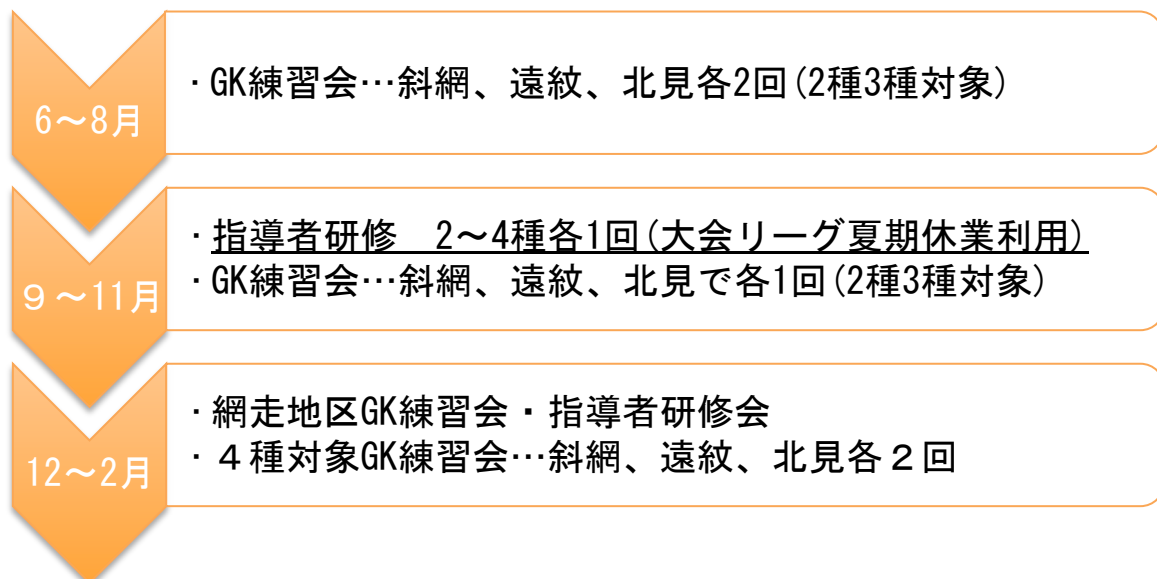 6～8月
・GK練習会…斜網、遠紋、北見各2回(2種3種対象)
９～11月
・指導者研修　2～4種各1回(大会リーグ夏期休業利用)
・GK練習会…斜網、遠紋、北見で各1回(2種3種対象)
12～2月
・網走地区GK練習会・指導者研修会
・４種対象GK練習会…斜網、遠紋、北見各２回